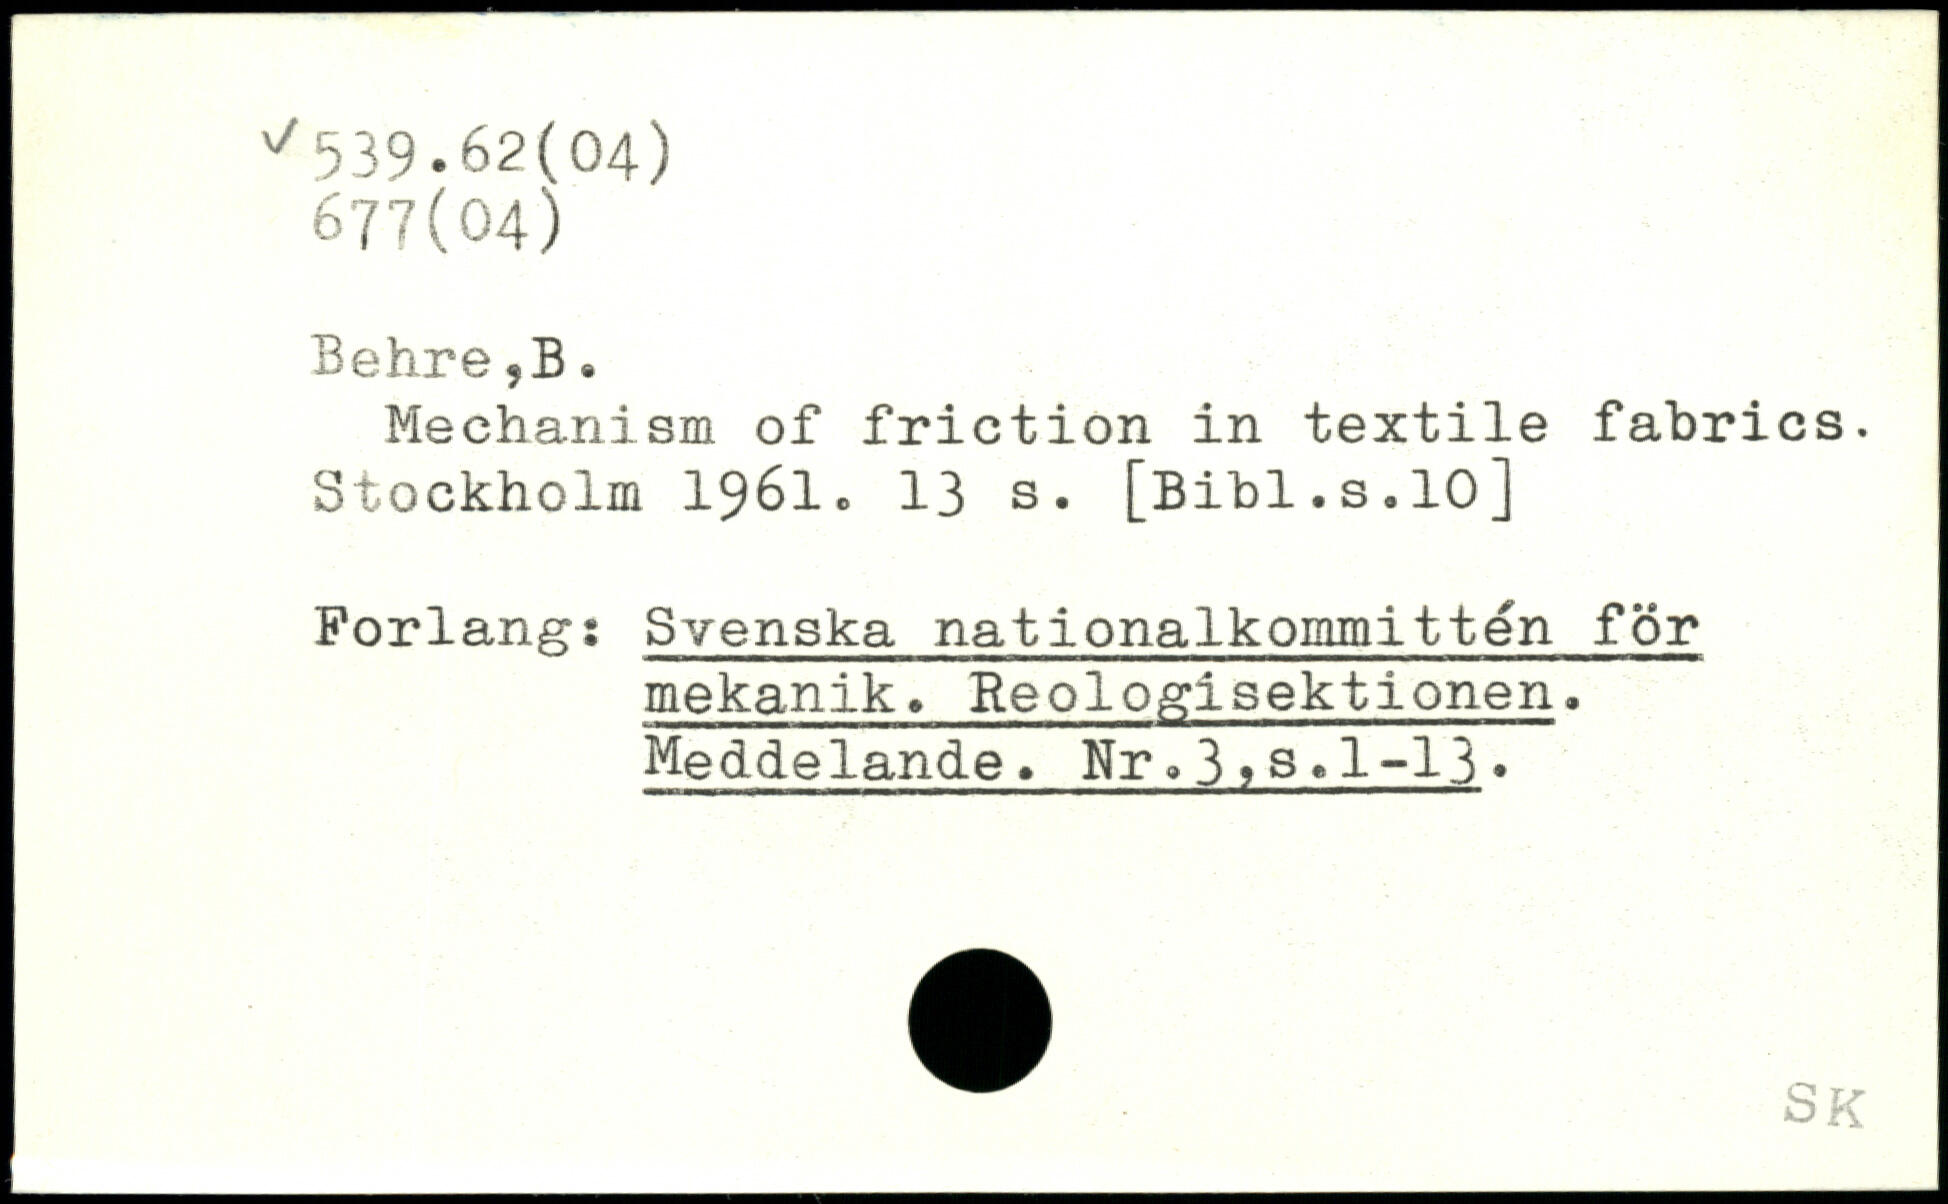 ✓ 539.62(04)
677(04)
Behre,B.
Mechanism of friction in textile fabrics.
Stockholm 1961. 13 s. [Bibl.s.10]
Forlang: Svenska nationalkommittén för
mekanik. Reologisektionen.
Meddelande. Nr.3,s.1-13.
SK